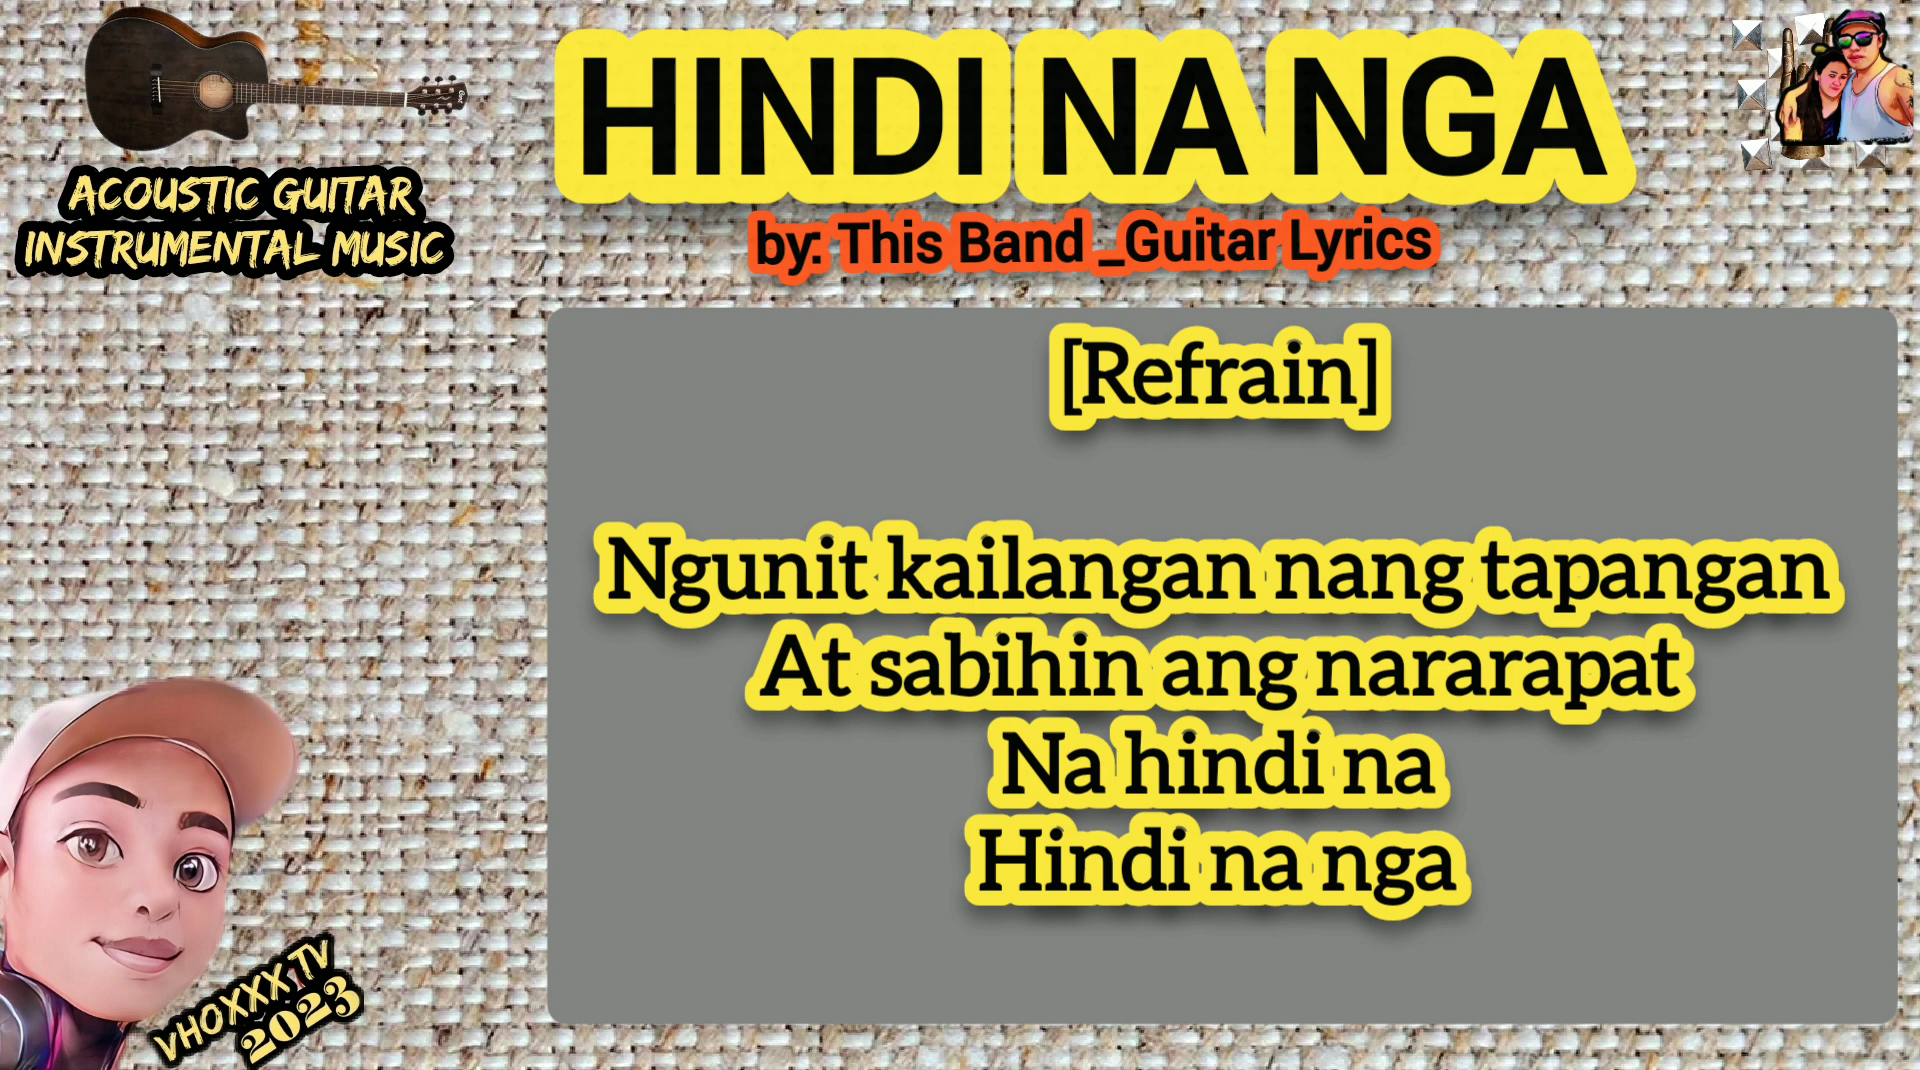 HINDI NA NGA
by: This Band _Guitar Lyrics
ACOUSTIC GUITAR
INSTRUMENTAL MUSIC
[Refrain]
Ngunit kailangan nang tapangan
At sabihin ang nararapat
Na hindi na
Hindi na nga
VHOXXX TV
2023